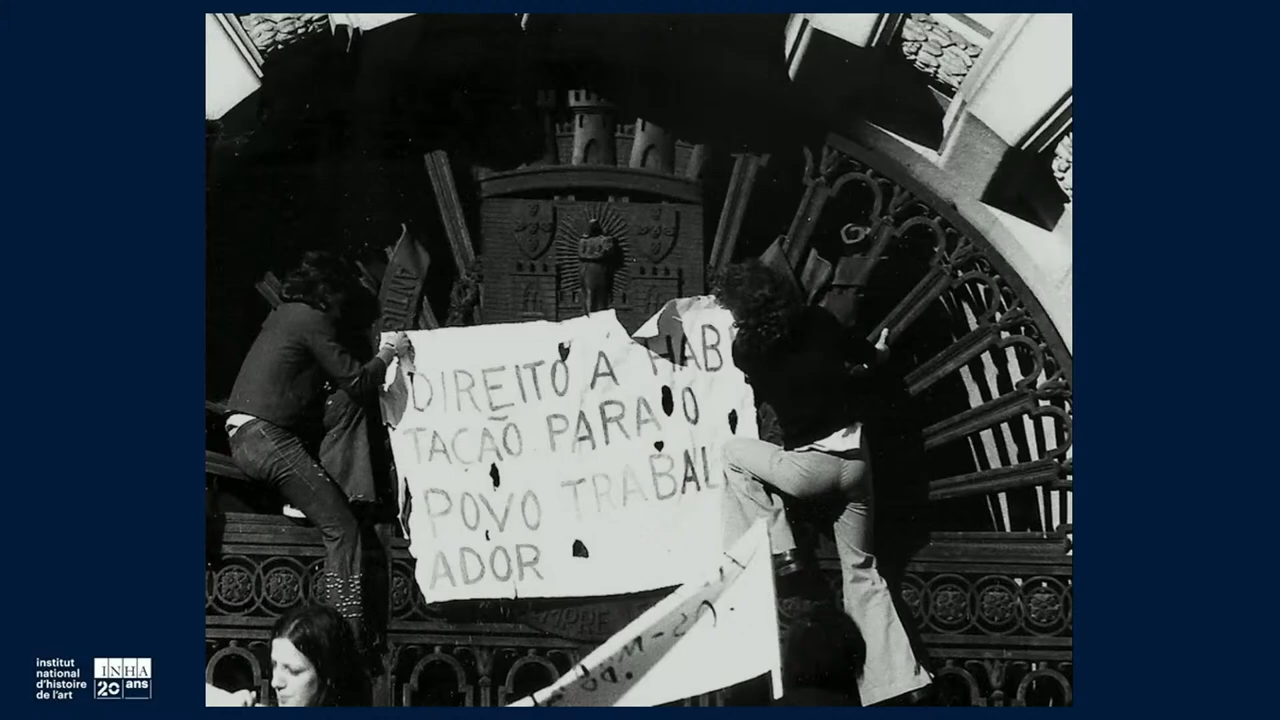 DIREITO A HAB
TAÇÃO PARA O
POVO TRABAL
ADOR
institut
national
d'histoire
de l'art
INHA
20 ans